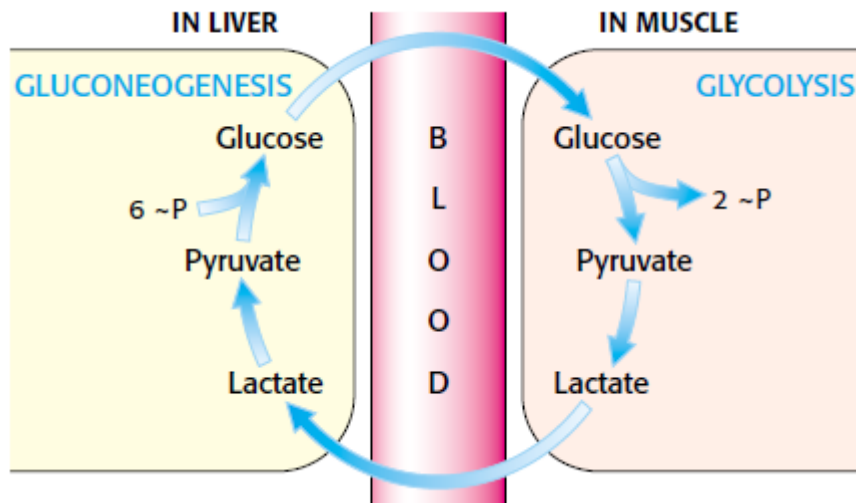 IN LIVER
IN MUSCLE
GLUCONEOGENESIS
GLYCOLYSIS
Glucose
6 ~P
Pyruvate
Lactate
B
L
O
O
D
Glucose
2 ~P
Pyruvate
Lactate